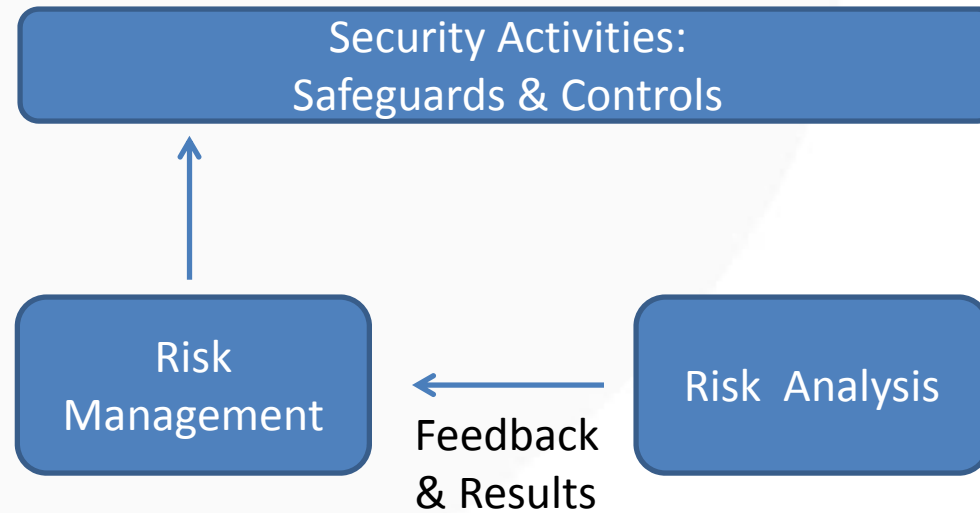 Security Activities:
Safeguards & Controls
Risk
Management
Feedback
& Results
Risk Analysis